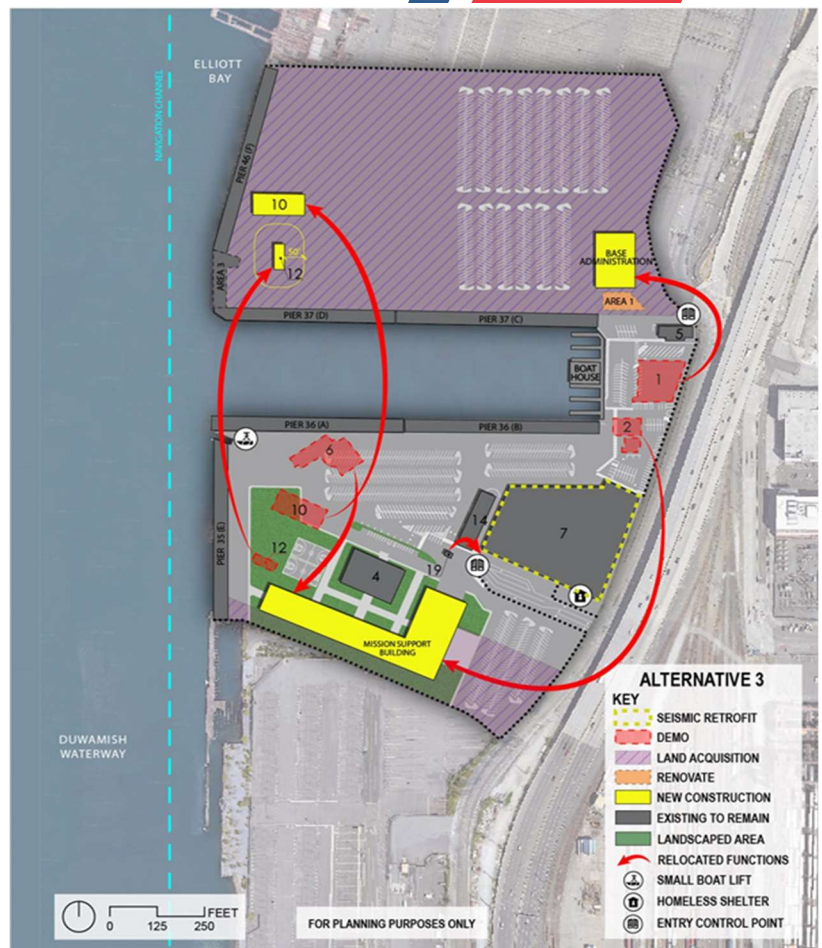 ELLIOTT
BAY
NAVIGATION CHANNEL
PIER 46 (F)
10
50'
12
AREA 3
BASE
ADMINISTRATION
AREA 1
PIER 37 (D)
PIER 37 (C)
5
BOAT
HOUSE
1
2
PIER 36 (A)
PIER 36 (B)
6
10
14
7
PIER 35 (E)
12
4
19
MISSION SUPPORT
BUILDING
DUWAMISH
WATERWAY
ALTERNATIVE 3
KEY
SEISMIC RETROFIT
DEMO
LAND ACQUISITION
RENOVATE
NEW CONSTRUCTION
EXISTING TO REMAIN
LANDSCAPED AREA
RELOCATED FUNCTIONS
SMALL BOAT LIFT
HOMELESS SHELTER
ENTRY CONTROL POINT
FEET
0 125 250
FOR PLANNING PURPOSES ONLY